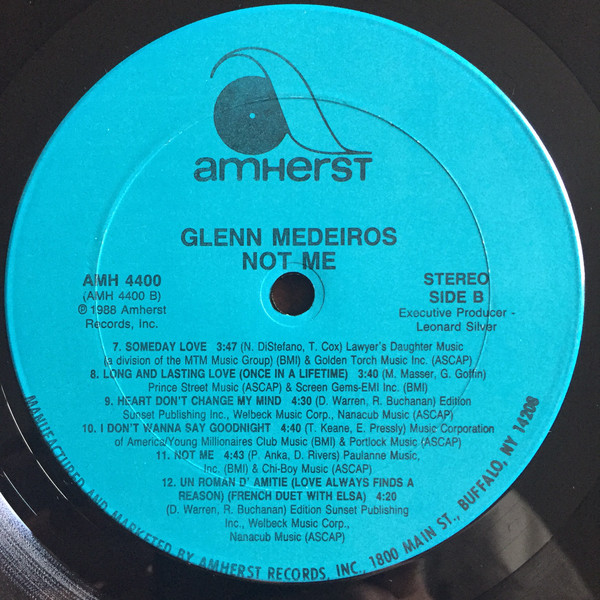 amHerst
GLENN MEDEIROS
NOT ME
AMH 4400
(AMH 4400 B)
℗ 1988 Amherst
Records, Inc.
STEREO
SIDE B
Executive Producer -
Leonard Silver
7. SOMEDAY LOVE 3:47 (N. DiStefano, T. Cox) Lawyer's Daughter Music
(a division of the MTM Music Group) (BMI) & Golden Torch Music Inc. (ASCAP)
8. LONG AND LASTING LOVE (ONCE IN A LIFETIME) 3:40 (M. Masser, G. Goffin)
Prince Street Music (ASCAP) & Screen Gems-EMI Inc. (BMI)
9. HEART DON'T CHANGE MY MIND 4:30 (D. Warren, R. Buchanan) Edition
Sunset Publishing Inc., Welbeck Music Corp., Nanacub Music (ASCAP)
10. I DON'T WANNA SAY GOODNIGHT 4:40 (T. Keane, E. Pressly) Music Corporation
of America/Young Millionaires Club Music (BMI) & Portlock Music (ASCAP)
11. NOT ME 4:43 (P. Anka, D. Rivers) Paulanne Music,
Inc. (BMI) & Chi-Boy Music (ASCAP)
12. UN ROMAN D' AMITIE (LOVE ALWAYS FINDS A
REASON) (FRENCH DUET WITH ELSA) 4:20
(D. Warren, R. Buchanan) Edition Sunset Publishing
Inc., Welbeck Music Corp.,
Nanacub Music (ASCAP)
MANUFACTURED AND MARKETED BY AMHERST RECORDS, INC., 1800 MAIN ST., BUFFALO, NY 14208